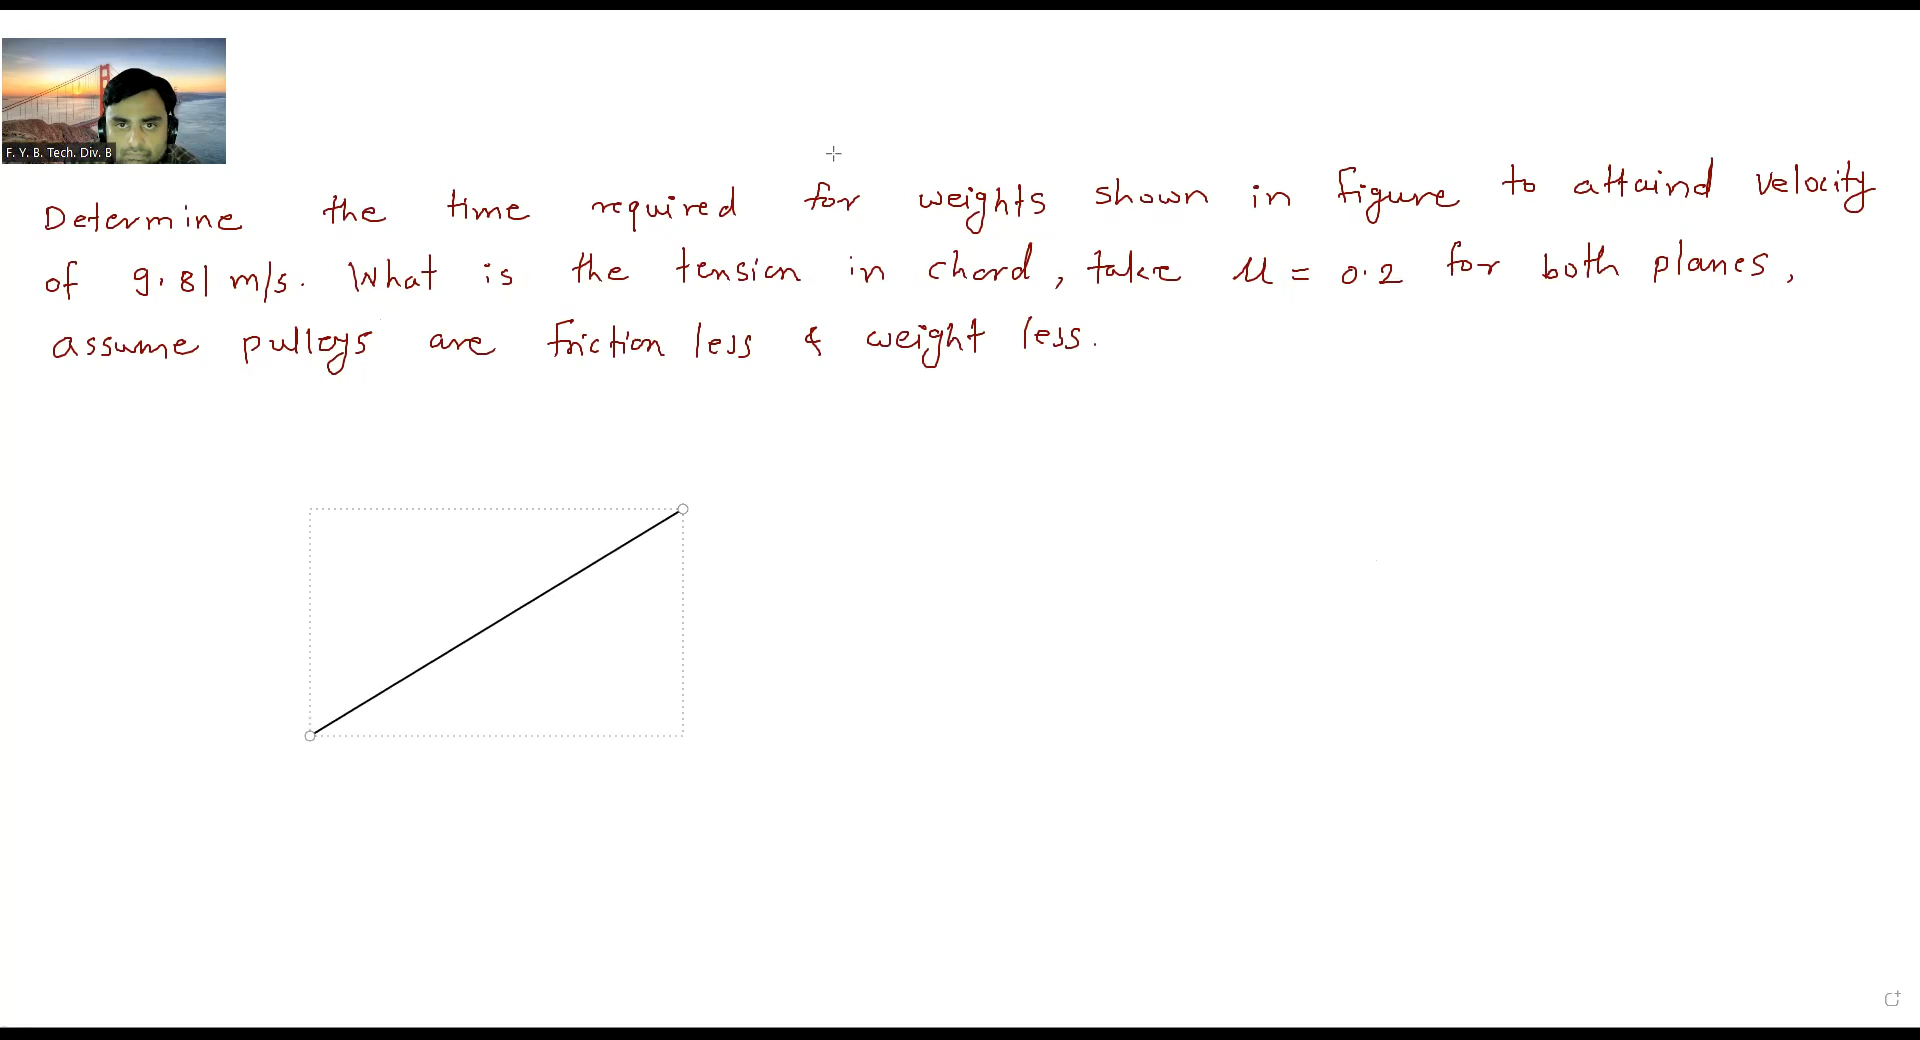 F. Y. B. Tech. Div. B
Determine the time required for weights shown in figure to attaind velocity
of 9.81 m/s. What is the tension in chord, take μ = 0.2 for both planes,
assume pulleys are friction less & weight less.